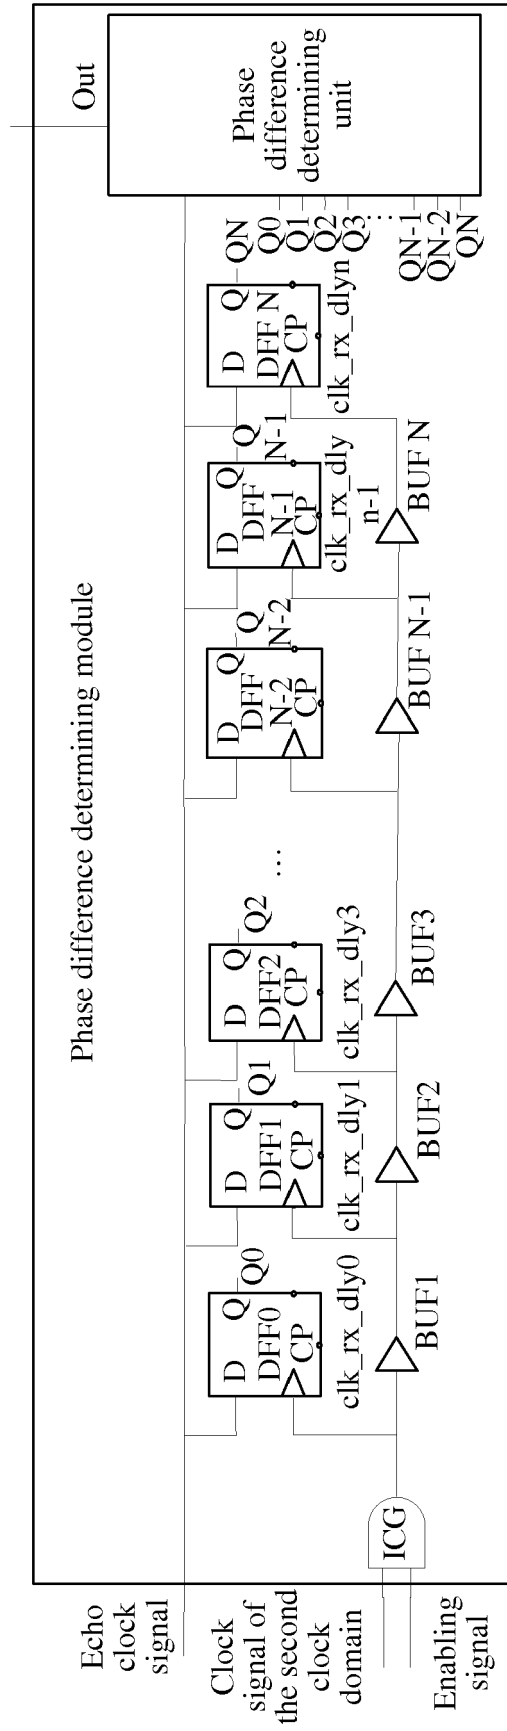 Phase difference determining module
Out
Echo
clock
signal
Clock
signal of
the second
clock
domain
Enabling
signal
ICG
D
Q
DFF0
CP
Q0
clk_rx_dly0
BUF1
D
Q
DFF1
CP
Q1
clk_rx_dly1
BUF2
D
Q
DFF2
CP
Q2
clk_rx_dly3
BUF3
...
D
Q
DFF
N-2
CP
Q
N-2
BUF N-1
D
Q
DFF
N-1
CP
Q
N-1
clk_rx_dly
n-1
BUF N
D
Q
DFF N
CP
QN
clk_rx_dlyn
Q0
Q1
Q2
Q3
...
QN-1
QN-2
QN
Phase
difference
determining
unit